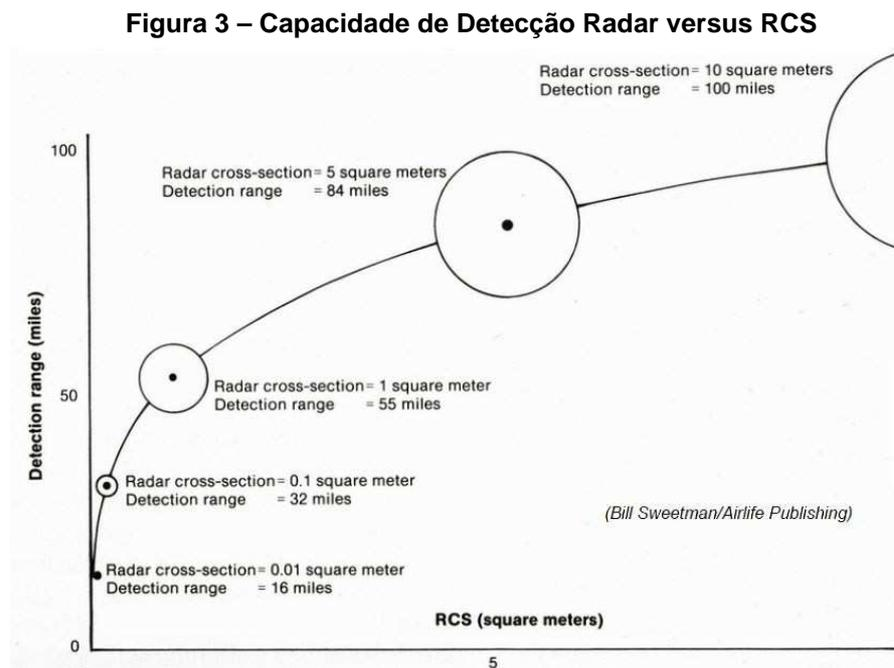 Figura 3 – Capacidade de Detecção Radar versus RCS
Radar cross-section= 10 square meters
Detection range = 100 miles
100
Radar cross-section= 5 square meters
Detection range = 84 miles
Detection range (miles)
50
Radar cross-section= 1 square meter
Detection range = 55 miles
Radar cross-section= 0.1 square meter
Detection range = 32 miles
(Bill Sweetman/Airlife Publishing)
Radar cross-section= 0.01 square meter
Detection range = 16 miles
RCS (square meters)
0
5